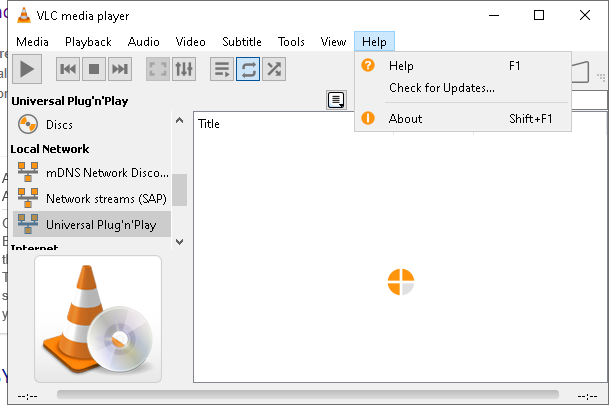 VLC media player
Media Playback Audio Video Subtitle Tools View Help
Help F1
Check for Updates...
About Shift+F1
Universal Plug'n'Play
Discs
Local Network
mDNS Network Disco...
Network streams (SAP)
Universal Plug'n'Play
Internet
Title
--:-- --:--